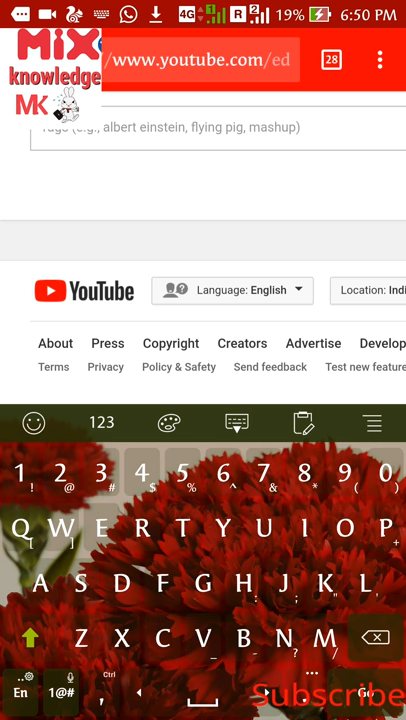 4G R 2 19% 6:50 PM
MiX
knowledge
MK
/www.youtube.com/ed
28
Tags (e.g., albert einstein, flying pig, mashup)
YouTube
Language: English
Location: Indi
About Press Copyright Creators Advertise Develop
Terms Privacy Policy & Safety Send feedback Test new feature
123
1 2 3 4 5 6 7 8 9 0
! @ # $ % ^ & * ( )
Q W E R T Y U I O P
[ ] +
A S D F G H J K L
: ; " '
Z X C V B N M
_ - ? /
En 1@# Ctrl , . Go
Subscribe